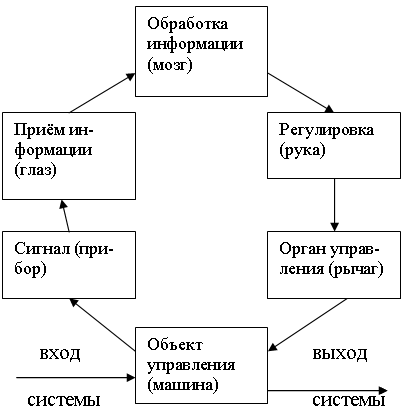 Обработка
информации
(мозг)
Приём ин-
формации
(глаз)
Регулировка
(рука)
Сигнал (при-
бор)
Орган управ-
ления (рычаг)
Объект
управления
(машина)
вход
системы
выход
системы